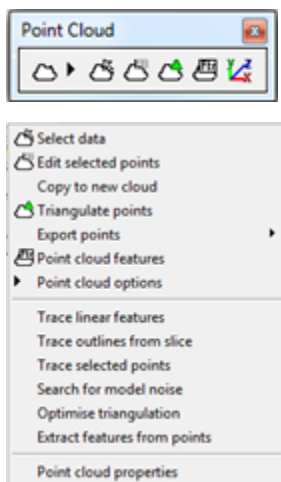 Point Cloud
Select data
Edit selected points
Copy to new cloud
Triangulate points
Export points
Point cloud features
Point cloud options
Trace linear features
Trace outlines from slice
Trace selected points
Search for model noise
Optimise triangulation
Extract features from points
Point cloud properties